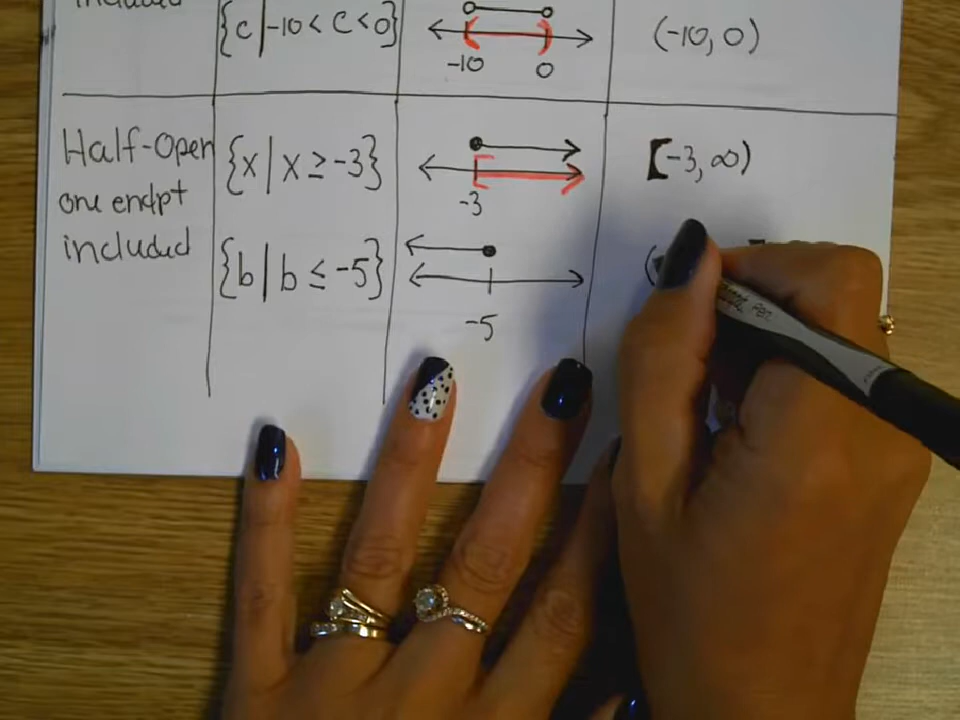 {c | -10 < c < 0}
-10 0
(-10, 0)
Half-Open
one endpt
included
{x | x ≥ -3}
-3
[-3, ∞)
{b | b ≤ -5}
-5
(